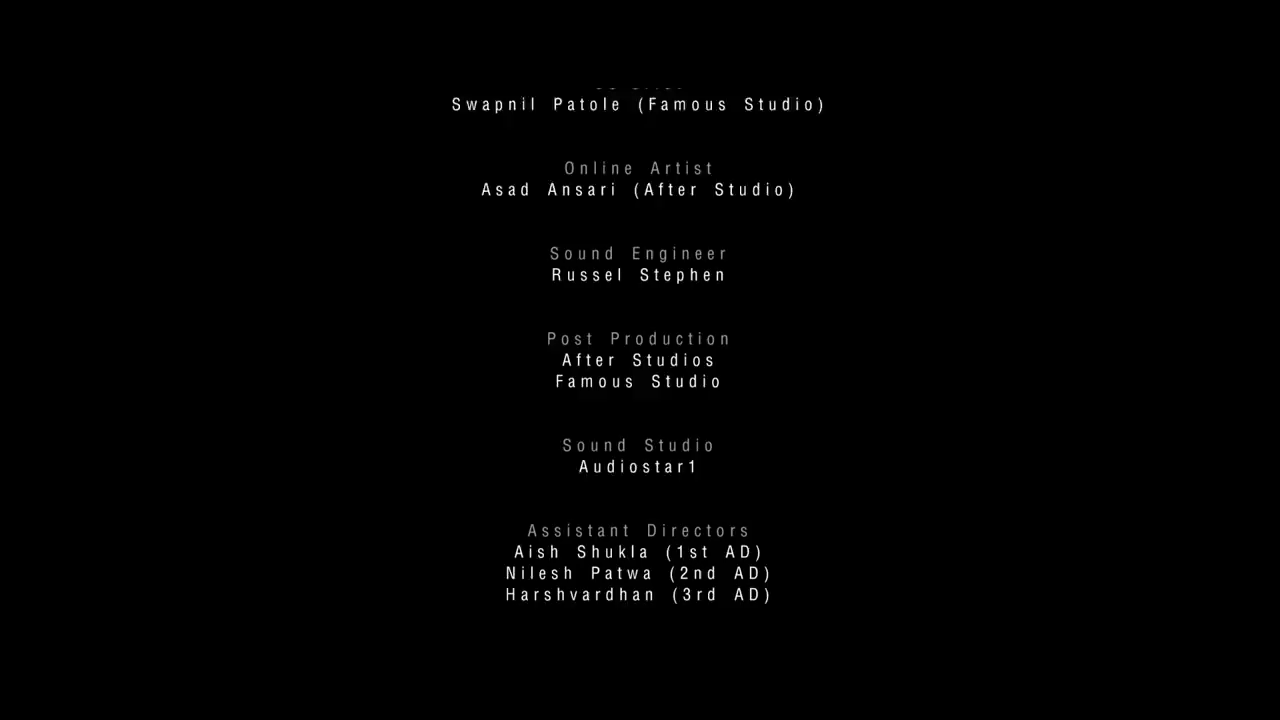 Swapnil Patole (Famous Studio)
Online Artist
Asad Ansari (After Studio)
Sound Engineer
Russel Stephen
Post Production
After Studios
Famous Studio
Sound Studio
Audiostar1
Assistant Directors
Aish Shukla (1st AD)
Nilesh Patwa (2nd AD)
Harshvardhan (3rd AD)